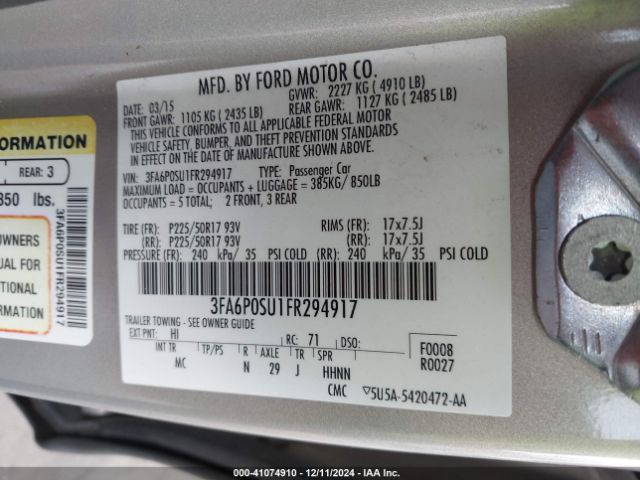 MFD. BY FORD MOTOR CO.
DATE: 03/15 GVWR: 2227 KG ( 4910 LB)
FRONT GAWR: 1105 KG ( 2435 LB) REAR GAWR: 1127 KG ( 2485 LB)
THIS VEHICLE CONFORMS TO ALL APPLICABLE FEDERAL MOTOR
VEHICLE SAFETY, BUMPER, AND THEFT PREVENTION STANDARDS
IN EFFECT ON THE DATE OF MANUFACTURE SHOWN ABOVE.
VIN: 3FA6P0SU1FR294917 TYPE: Passenger Car
MAXIMUM LOAD = OCCUPANTS + LUGGAGE = 385KG/ 850LB
OCCUPANTS = 5 TOTAL; 2 FRONT, 3 REAR
TIRE (FR): P225/50R17 93V RIMS (FR): 17x7.5J
(RR): P225/50R17 93V (RR): 17x7.5J
PRESSURE (FR): 240 kPa/ 35 PSI COLD (RR): 240 kPa/ 35 PSI COLD
3FA6P0SU1FR294917
TRAILER TOWING - SEE OWNER GUIDE
EXT PNT: HI RC: 71 DSO:
INT TR TP/PS R AXLE TR SPR
MC N 29 J HHNN
F0008
R0027
CMC ▽5U5A-5420472-AA
FORMATION
REAR: 3
850 lbs.
OWNERS
UAL FOR
TIONAL
MATION
3FA6P0SU1FR294917
000-41074910 - 12/11/2024 - IAA Inc.